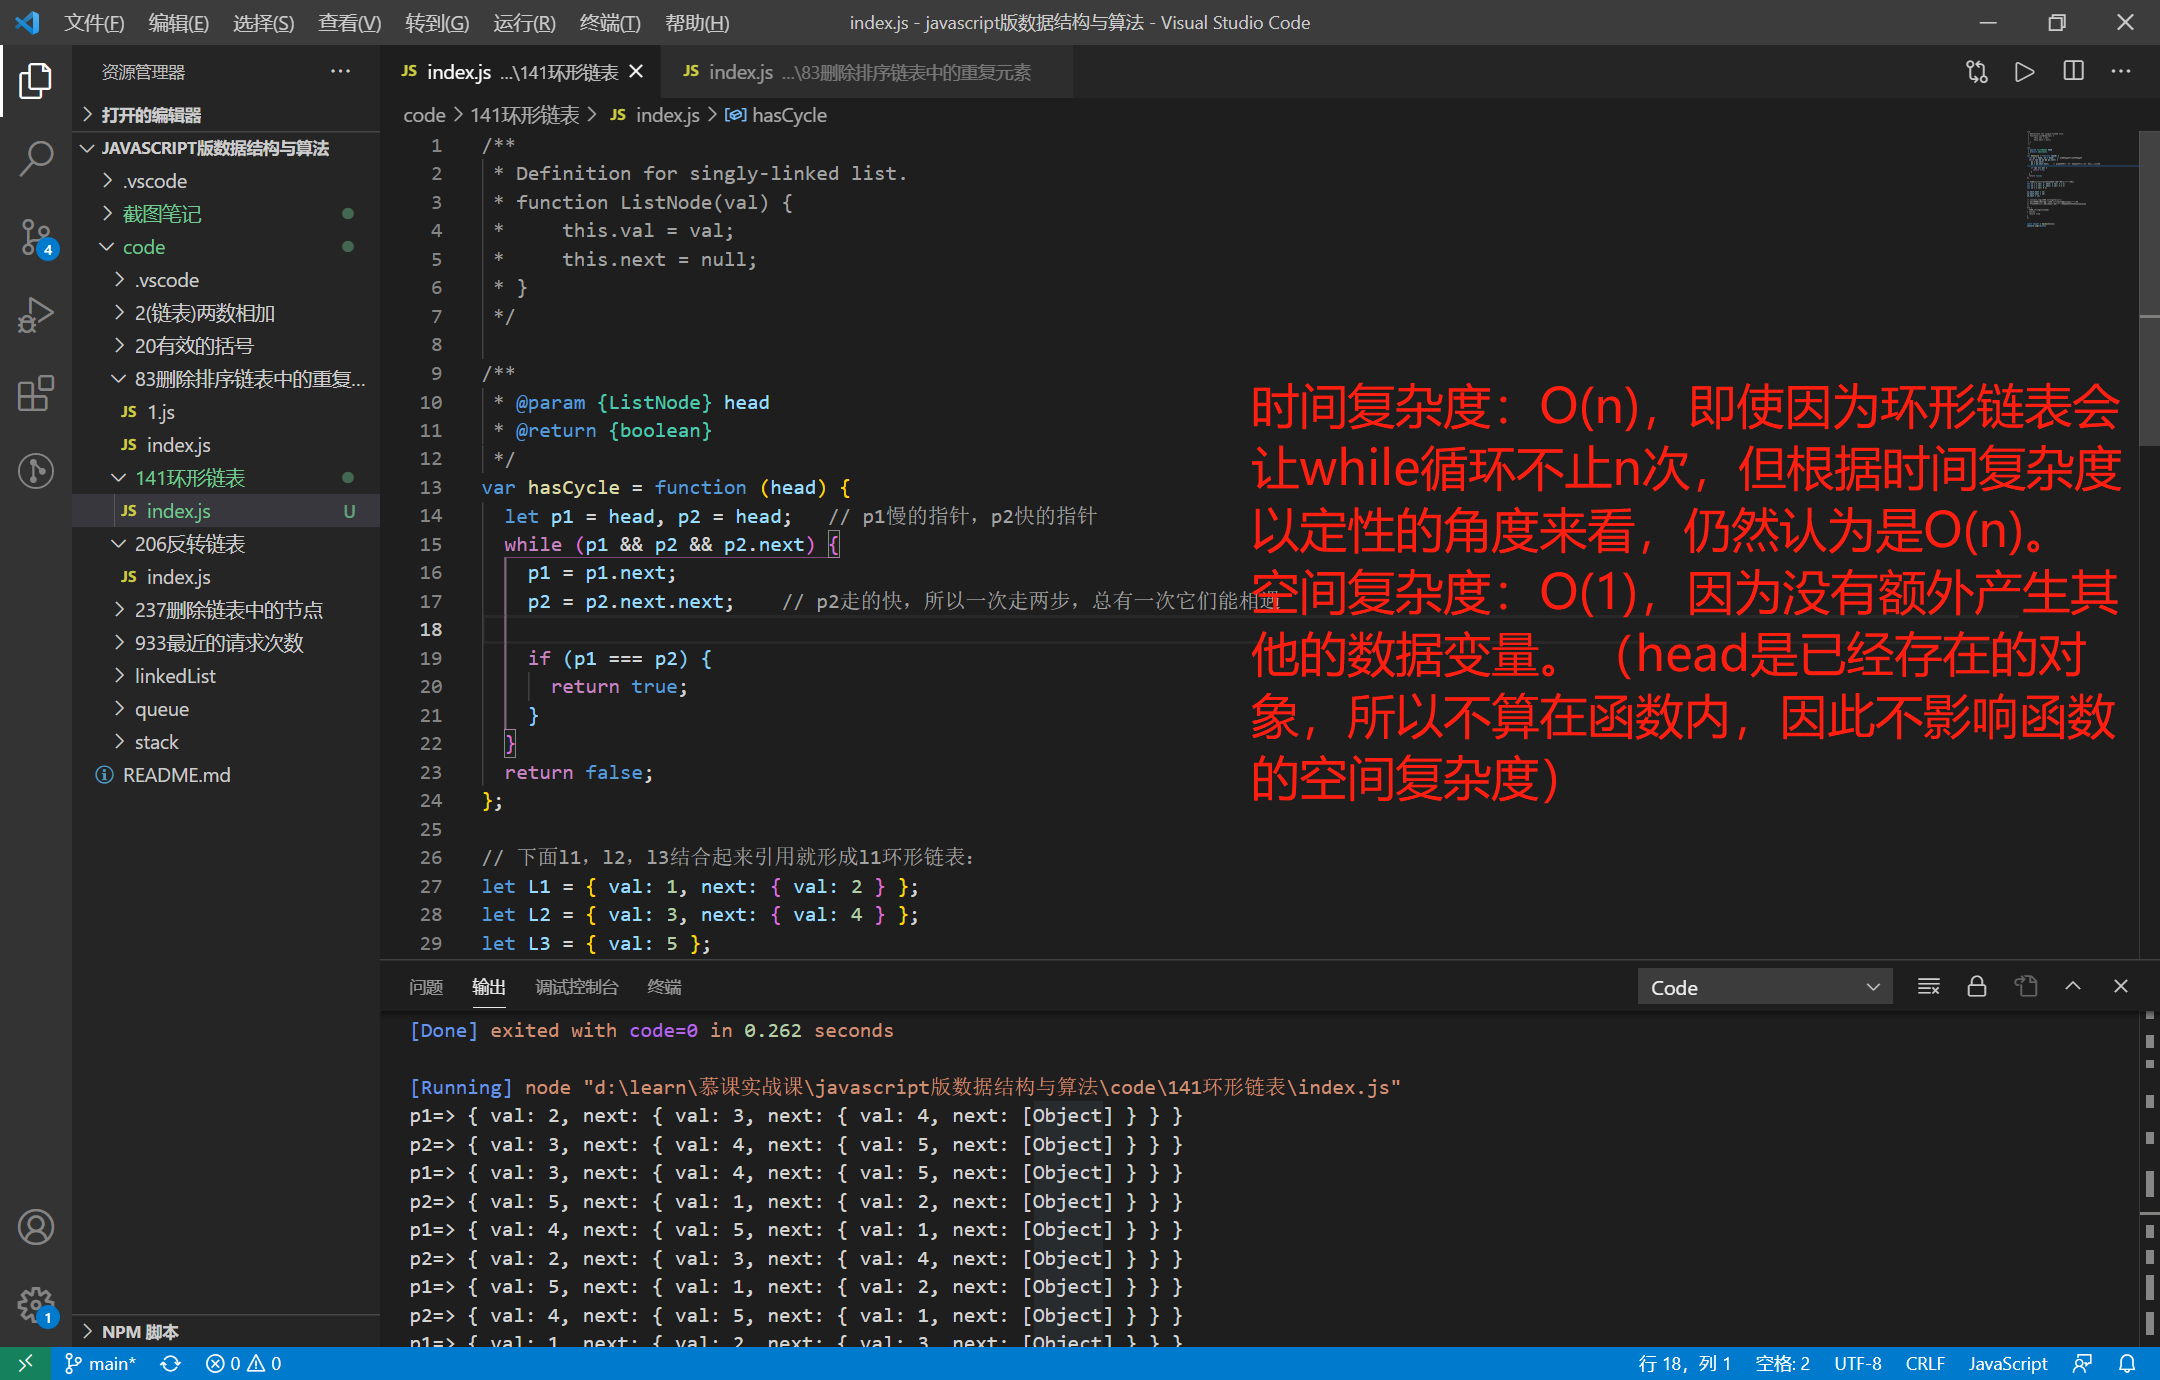 文件(F) 编辑(E) 选择(S) 查看(V) 转到(G) 运行(R) 终端(T) 帮助(H) index.js - javascript版数据结构与算法 - Visual Studio Code
资源管理器
打开的编辑器
JAVASCRIPT版数据结构与算法
.vscode
截图笔记
code
.vscode
2(链表)两数相加
20有效的括号
83删除排序链表中的重复...
JS 1.js
JS index.js
141环形链表
JS index.js U
206反转链表
JS index.js
237删除链表中的节点
933最近的请求次数
linkedList
queue
stack
README.md
NPM 脚本
4
1
JS index.js ...\141环形链表 JS index.js ...\83删除排序链表中的重复元素
code > 141环形链表 > JS index.js > hasCycle
1 /**
2 * Definition for singly-linked list.
3 * function ListNode(val) {
4 *     this.val = val;
5 *     this.next = null;
6 * }
7 */
8
9 /**
10 * @param {ListNode} head
11 * @return {boolean}
12 */
13 var hasCycle = function (head) {
14 let p1 = head, p2 = head;   // p1慢的指针，p2快的指针
15 while (p1 && p2 && p2.next) {
16 p1 = p1.next;
17 p2 = p2.next.next;    // p2走的快，所以一次走两步，总有一次它们能相遇
18
19 if (p1 === p2) {
20 return true;
21 }
22 }
23 return false;
24 };
25
26 // 下面l1，l2，l3结合起来引用就形成l1环形链表：
27 let L1 = { val: 1, next: { val: 2 } };
28 let L2 = { val: 3, next: { val: 4 } };
29 let L3 = { val: 5 };
时间复杂度：O(n)，即使因为环形链表会
让while循环不止n次，但根据时间复杂度
以定性的角度来看，仍然认为是O(n)。
空间复杂度：O(1)，因为没有额外产生其
他的数据变量。（head是已经存在的对
象，所以不算在函数内，因此不影响函数
的空间复杂度）
问题 输出 调试控制台 终端 Code
[Done] exited with code=0 in 0.262 seconds
[Running] node "d:\learn\慕课实战课\javascript版数据结构与算法\code\141环形链表\index.js"
p1=> { val: 2, next: { val: 3, next: { val: 4, next: [Object] } } }
p2=> { val: 3, next: { val: 4, next: { val: 5, next: [Object] } } }
p1=> { val: 3, next: { val: 4, next: { val: 5, next: [Object] } } }
p2=> { val: 5, next: { val: 1, next: { val: 2, next: [Object] } } }
p1=> { val: 4, next: { val: 5, next: { val: 1, next: [Object] } } }
p2=> { val: 2, next: { val: 3, next: { val: 4, next: [Object] } } }
p1=> { val: 5, next: { val: 1, next: { val: 2, next: [Object] } } }
p2=> { val: 4, next: { val: 5, next: { val: 1, next: [Object] } } }
p1=> { val: 1, next: { val: 2, next: { val: 3, next: [Object] } } }
main* 0 0 行 18，列 1 空格: 2 UTF-8 CRLF JavaScript